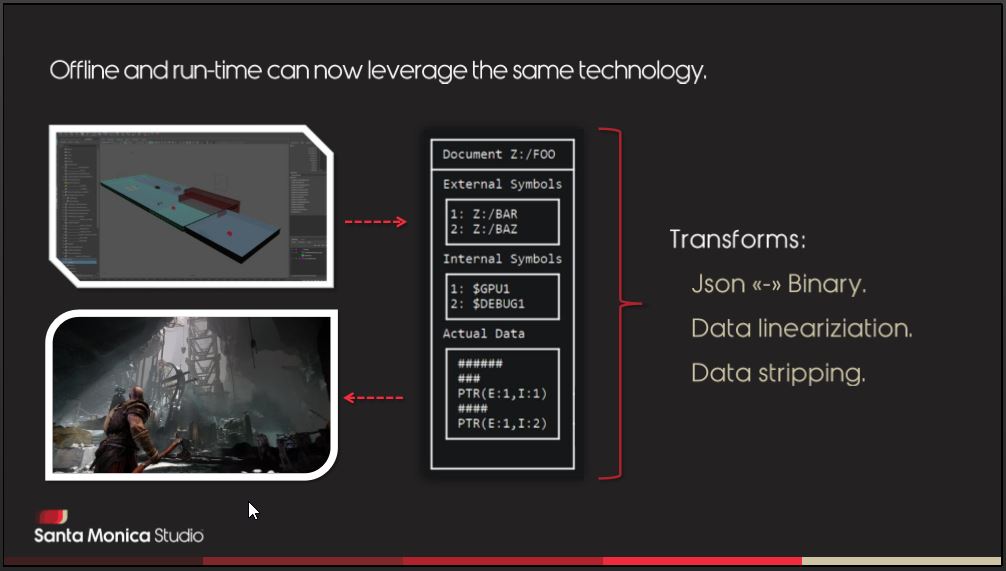 Offline and run-time can now leverage the same technology.
Document Z:/FOO
External Symbols
1: Z:/BAR
2: Z:/BAZ
Internal Symbols
1: $GPU1
2: $DEBUG1
Actual Data
######
###
PTR(E:1,I:1)
####
PTR(E:1,I:2)
Transforms:
Json «-» Binary.
Data lineariziation.
Data stripping.
Santa Monica Studio